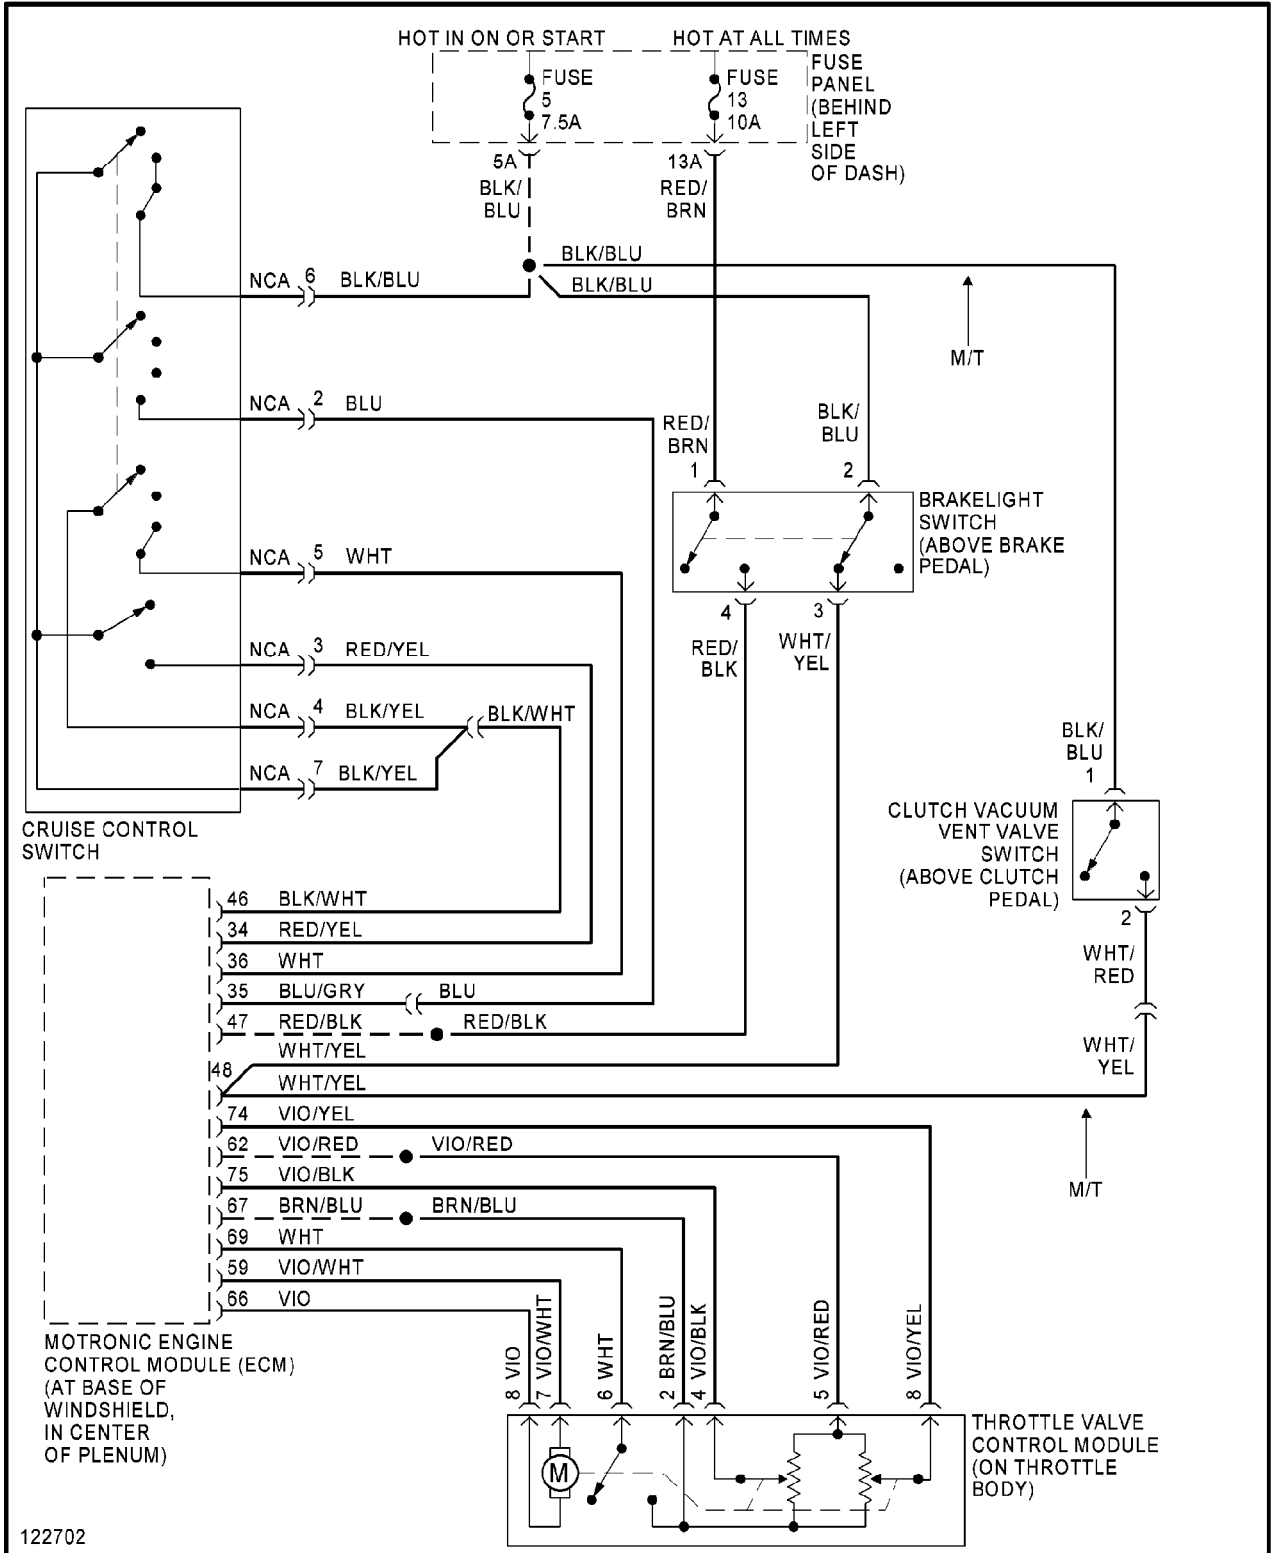 HOT IN ON OR START
HOT AT ALL TIMES
FUSE
5
7.5A
FUSE
13
10A
FUSE
PANEL
(BEHIND
LEFT
SIDE
OF DASH)
5A
BLK/
BLU
13A
RED/
BRN
BLK/BLU
BLK/BLU
NCA 6 BLK/BLU
M/T
NCA 2 BLU
RED/
BRN
1
BLK/
BLU
2
BRAKELIGHT
SWITCH
(ABOVE BRAKE
PEDAL)
NCA 5 WHT
4
RED/
BLK
3
WHT/
YEL
NCA 3 RED/YEL
NCA 4 BLK/YEL
BLK/WHT
NCA 7 BLK/YEL
BLK/
BLU
1
CRUISE CONTROL
SWITCH
CLUTCH VACUUM
VENT VALVE
SWITCH
(ABOVE CLUTCH
PEDAL)
2
WHT/
RED
WHT/
YEL
46 BLK/WHT
34 RED/YEL
36 WHT
35 BLU/GRY BLU
47 RED/BLK RED/BLK
WHT/YEL
48
WHT/YEL
74 VIO/YEL
62 VIO/RED VIO/RED
75 VIO/BLK
67 BRN/BLU BRN/BLU
69 WHT
59 VIO/WHT
66 VIO
M/T
MOTRONIC ENGINE
CONTROL MODULE (ECM)
(AT BASE OF
WINDSHIELD,
IN CENTER
OF PLENUM)
8 VIO
7 VIO/WHT
6 WHT
2 BRN/BLU
4 VIO/BLK
5 VIO/RED
8 VIO/YEL
M
THROTTLE VALVE
CONTROL MODULE
(ON THROTTLE
BODY)
122702